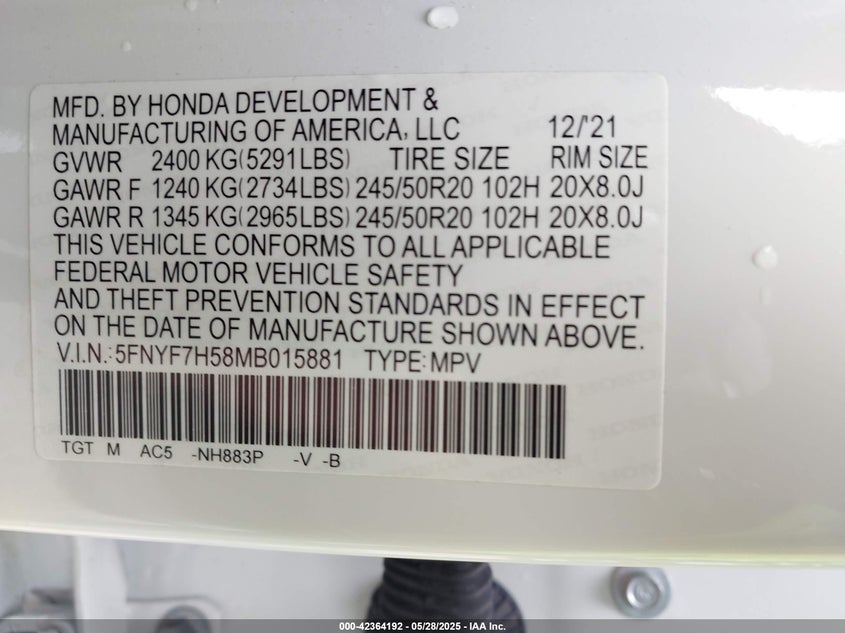 MFD. BY HONDA DEVELOPMENT &
MANUFACTURING OF AMERICA, LLC 12/'21
GVWR 2400 KG(5291LBS) TIRE SIZE RIM SIZE
GAWR F 1240 KG(2734LBS) 245/50R20 102H 20X8.0J
GAWR R 1345 KG(2965LBS) 245/50R20 102H 20X8.0J
THIS VEHICLE CONFORMS TO ALL APPLICABLE
FEDERAL MOTOR VEHICLE SAFETY
AND THEFT PREVENTION STANDARDS IN EFFECT
ON THE DATE OF MANUFACTURE SHOWN ABOVE.
V.I.N.:5FNYF7H58MB015881 TYPE:MPV
TGT M AC5 -NH883P -V -B
000-42364192 — 05/28/2025 - IAA Inc.